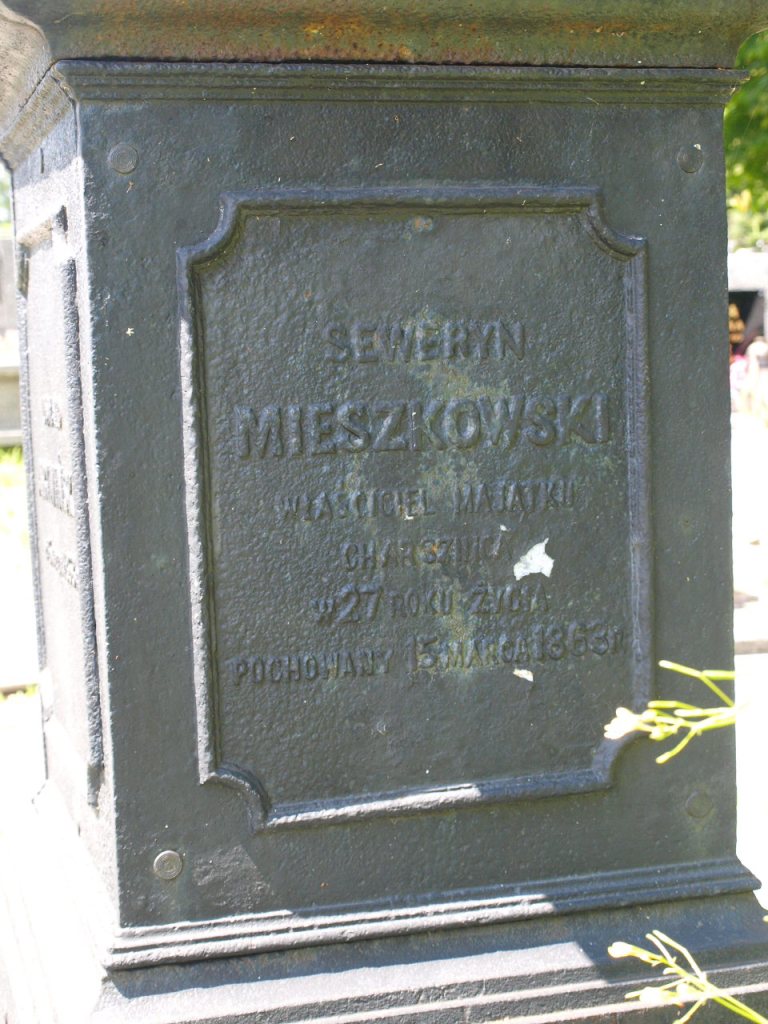 SEWERYN
MIESZKOWSKI
WŁAŚCICIEL MAJĄTKU
CHARSZNICA
W 27 ROKU ŻYCIA
POCHOWANY 15 MARCA 1863 R.